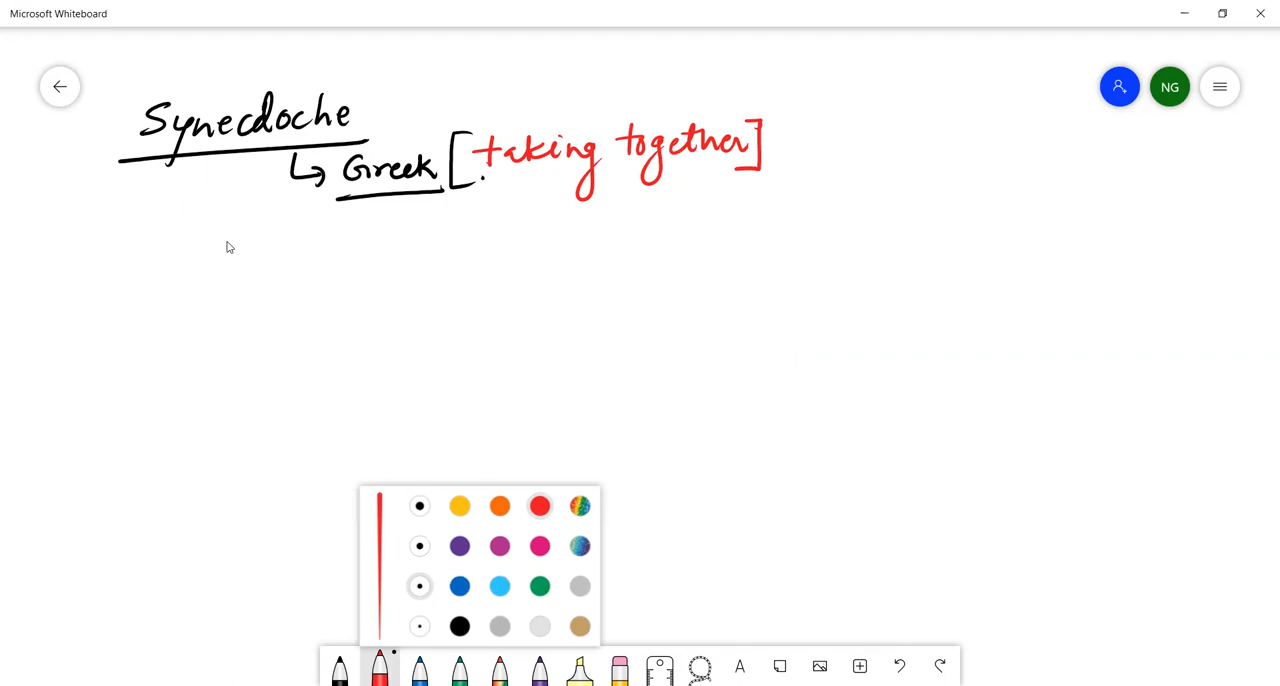 Microsoft Whiteboard
NG
Synecdoche
↳ Greek [taking together]
A